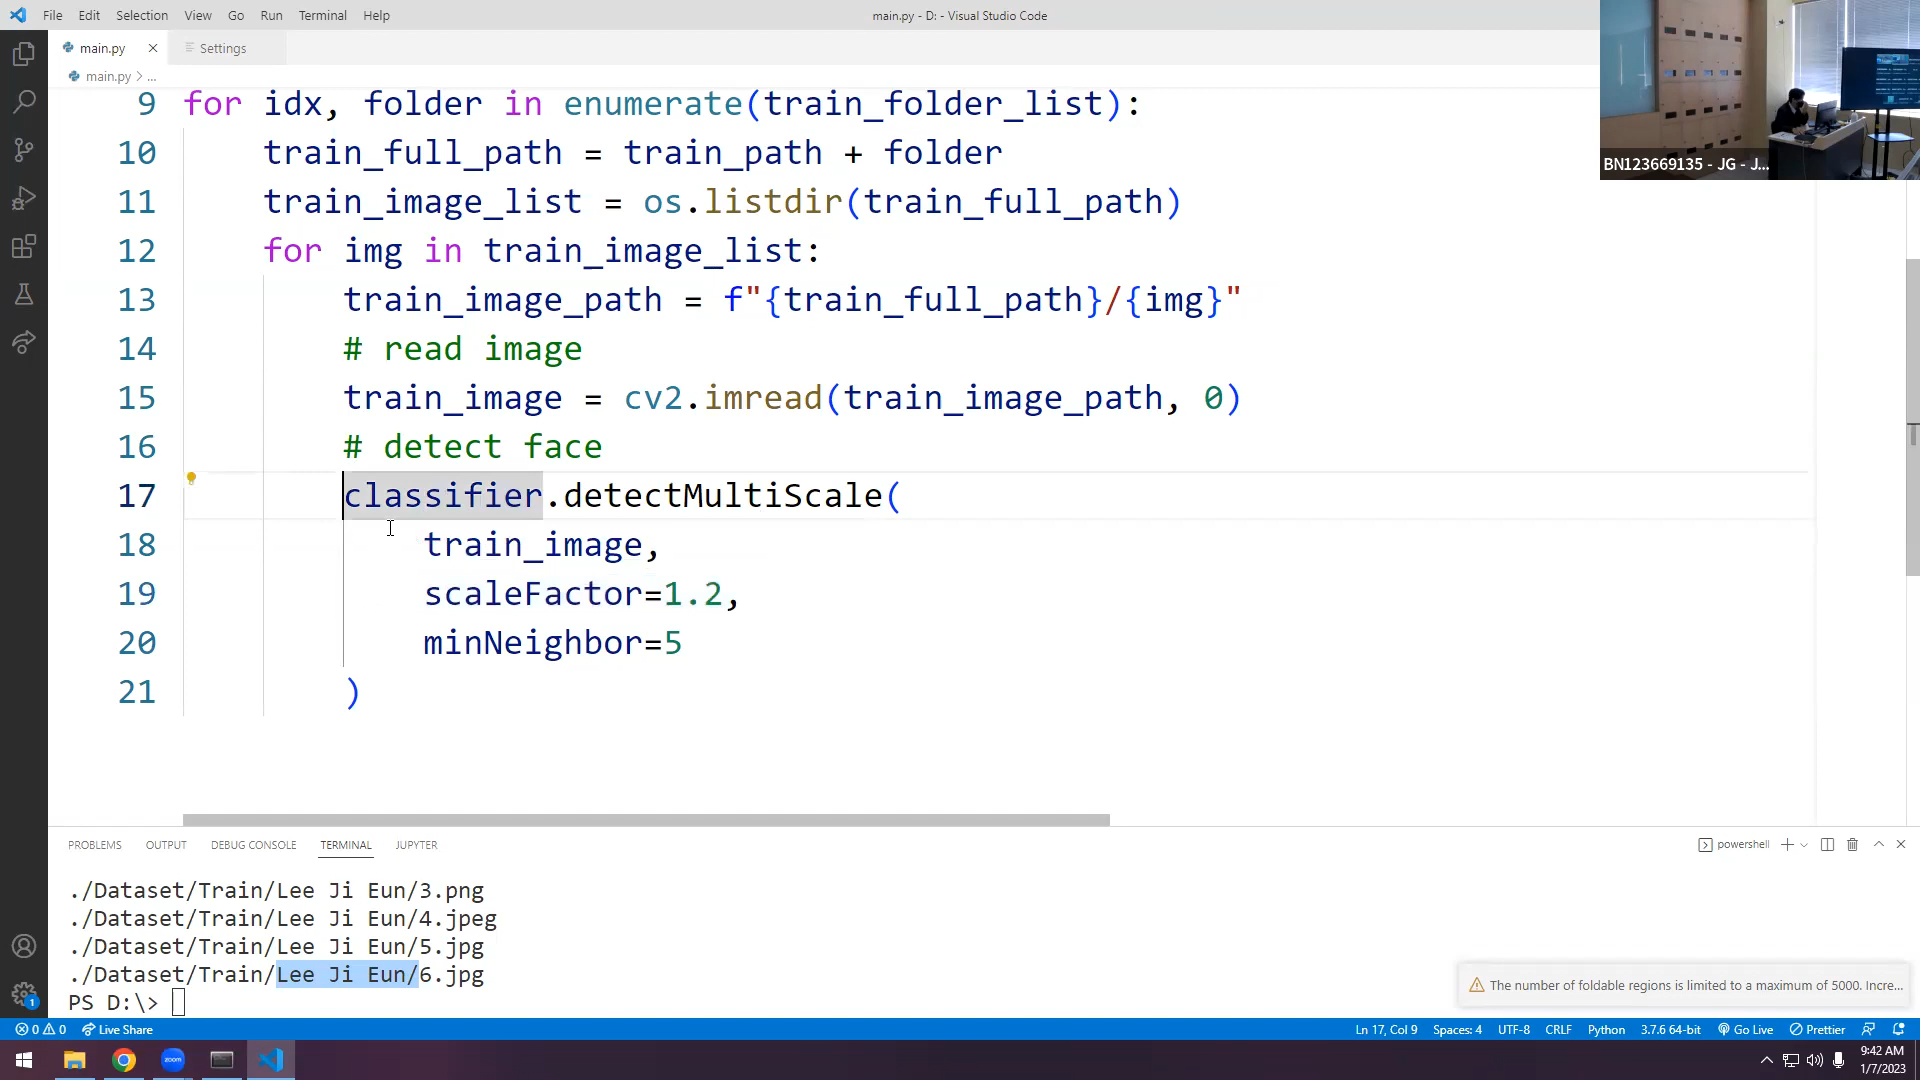 File Edit Selection View Go Run Terminal Help
main.py - D: - Visual Studio Code
main.py
Settings
main.py > ...
9 for idx, folder in enumerate(train_folder_list):
10 train_full_path = train_path + folder
11 train_image_list = os.listdir(train_full_path)
12 for img in train_image_list:
13 train_image_path = f"{train_full_path}/{img}"
14 # read image
15 train_image = cv2.imread(train_image_path, 0)
16 # detect face
17 classifier.detectMultiScale(
18 train_image,
19 scaleFactor=1.2,
20 minNeighbor=5
21 )
BN123669135 - JG - J...
PROBLEMS OUTPUT DEBUG CONSOLE TERMINAL JUPYTER
powershell
./Dataset/Train/Lee Ji Eun/3.png
./Dataset/Train/Lee Ji Eun/4.jpeg
./Dataset/Train/Lee Ji Eun/5.jpg
./Dataset/Train/Lee Ji Eun/6.jpg
PS D:\>
The number of foldable regions is limited to a maximum of 5000. Incre...
1
0 0 Live Share
Ln 17, Col 9 Spaces: 4 UTF-8 CRLF Python 3.7.6 64-bit Go Live Prettier
zoom
9:42 AM
1/7/2023